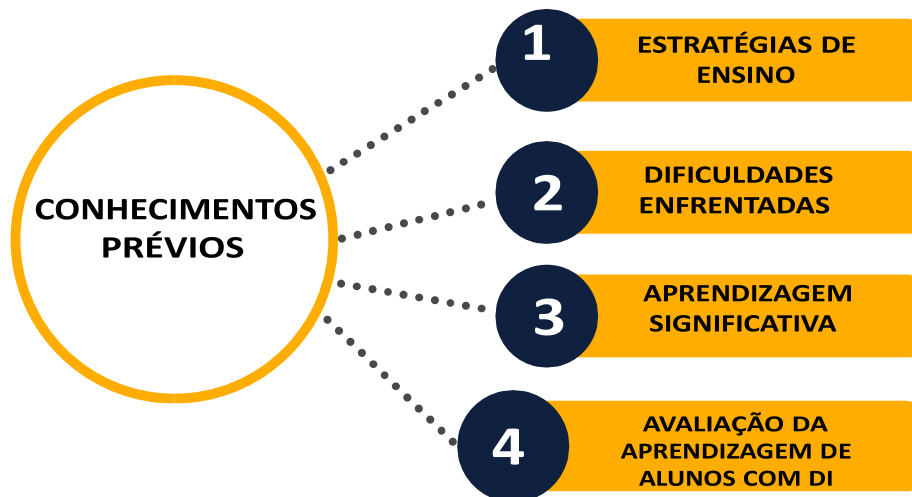 CONHECIMENTOS
PRÉVIOS
1
ESTRATÉGIAS DE
ENSINO
2
DIFICULDADES
ENFRENTADAS
3
APRENDIZAGEM
SIGNIFICATIVA
4
AVALIAÇÃO DA
APRENDIZAGEM DE
ALUNOS COM DI